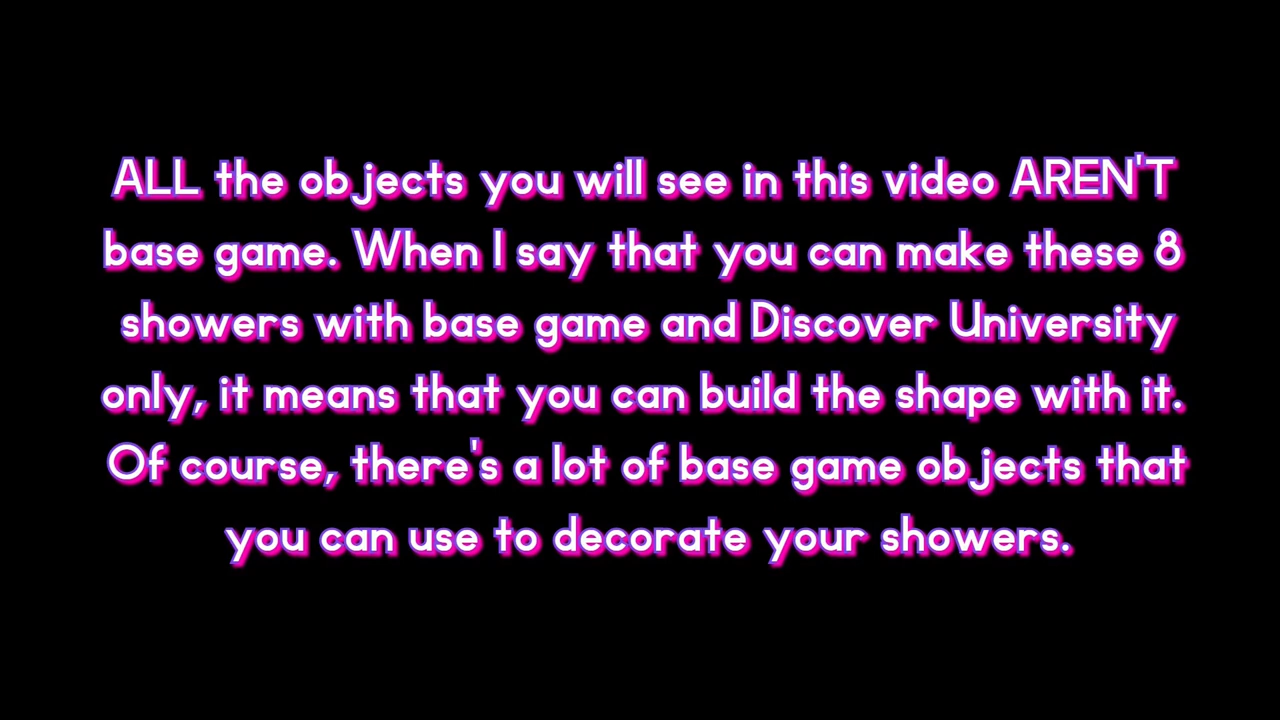 ALL the objects you will see in this video AREN'T
base game. When I say that you can make these 8
showers with base game and Discover University
only, it means that you can build the shape with it.
Of course, there's a lot of base game objects that
you can use to decorate your showers.